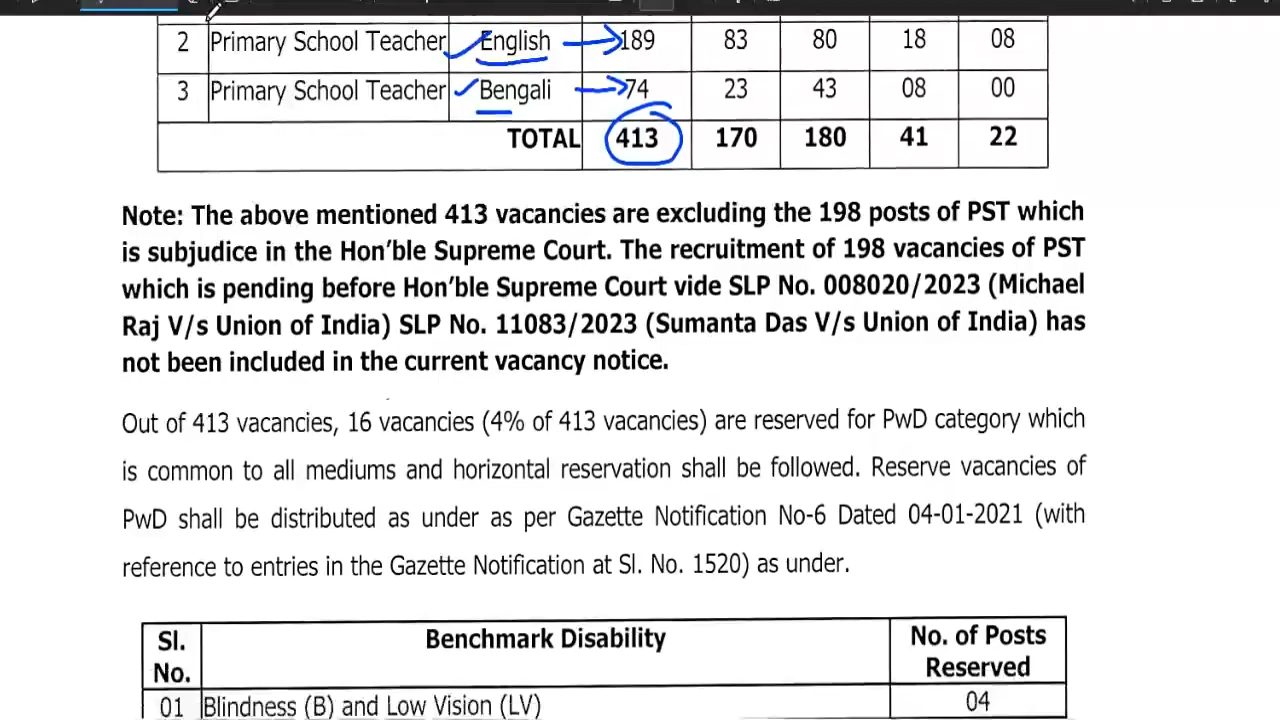 2 Primary School Teacher English 189 83 80 18 08
3 Primary School Teacher Bengali 74 23 43 08 00
TOTAL 413 170 180 41 22
Note: The above mentioned 413 vacancies are excluding the 198 posts of PST which
is subjudice in the Hon'ble Supreme Court. The recruitment of 198 vacancies of PST
which is pending before Hon'ble Supreme Court vide SLP No. 008020/2023 (Michael
Raj V/s Union of India) SLP No. 11083/2023 (Sumanta Das V/s Union of India) has
not been included in the current vacancy notice.
Out of 413 vacancies, 16 vacancies (4% of 413 vacancies) are reserved for PwD category which
is common to all mediums and horizontal reservation shall be followed. Reserve vacancies of
PwD shall be distributed as under as per Gazette Notification No-6 Dated 04-01-2021 (with
reference to entries in the Gazette Notification at Sl. No. 1520) as under.
Sl. No. Benchmark Disability No. of Posts Reserved
01 Blindness (B) and Low Vision (LV) 04